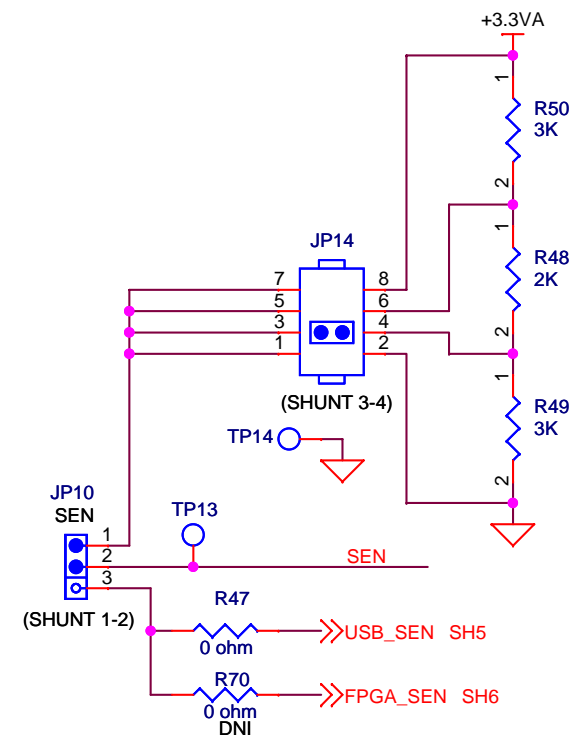 +3.3VA
1
R50
3K
2
JP14
1
R48
2K
2
7 8
5 6
3 4
1 2
1
R49
3K
2
(SHUNT 3-4)
TP14
JP10
SEN
TP13
1
2
3
SEN
(SHUNT 1-2)
R47
0 ohm
USB_SEN SH5
R70
0 ohm
DNI
FPGA_SEN SH6